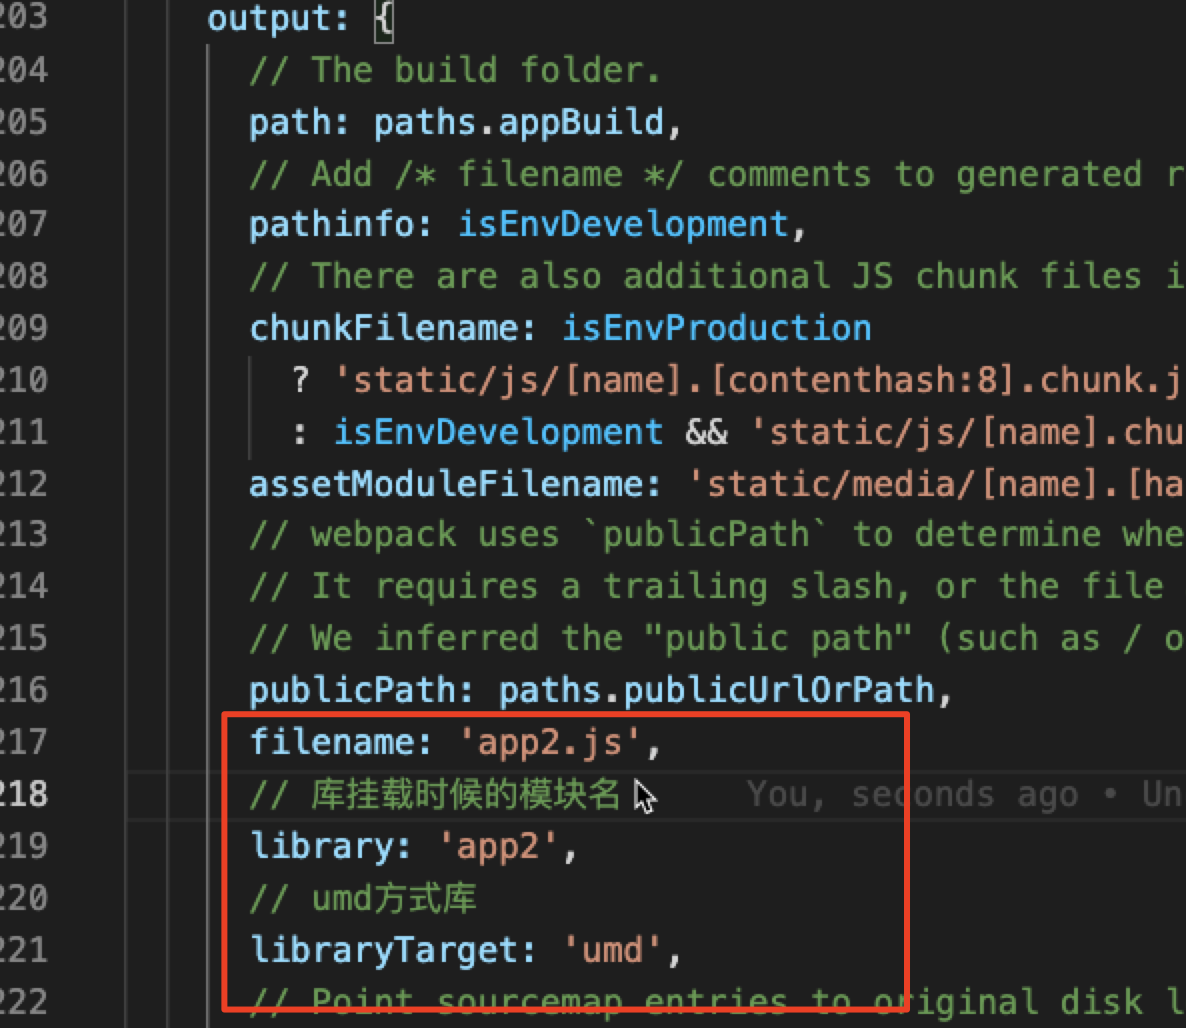 203 output: {
204 // The build folder.
205 path: paths.appBuild,
206 // Add /* filename */ comments to generated r
207 pathinfo: isEnvDevelopment,
208 // There are also additional JS chunk files i
209 chunkFilename: isEnvProduction
210 ? 'static/js/[name].[contenthash:8].chunk.j
211 : isEnvDevelopment && 'static/js/[name].chu
212 assetModuleFilename: 'static/media/[name].[ha
213 // webpack uses `publicPath` to determine whe
214 // It requires a trailing slash, or the file
215 // We inferred the "public path" (such as / o
216 publicPath: paths.publicUrlOrPath,
217 filename: 'app2.js',
218 // 库挂载时候的模块名 You, seconds ago • Un
219 library: 'app2',
220 // umd方式库
221 libraryTarget: 'umd',
222 // Point sourcemap entries to original disk l